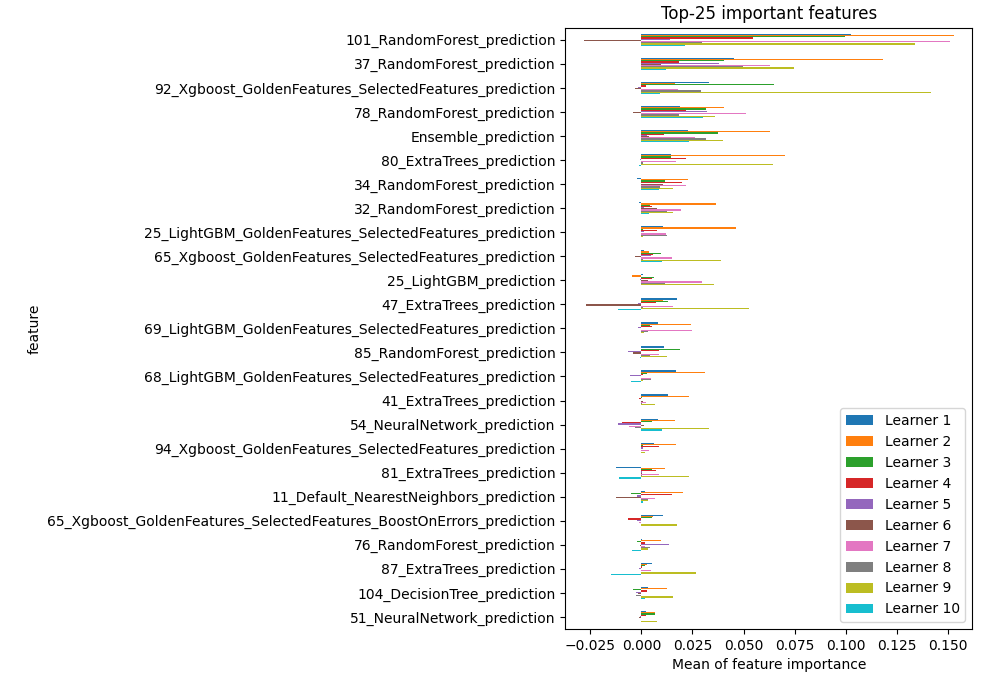 Top-25 important features
feature
101_RandomForest_prediction
37_RandomForest_prediction
92_Xgboost_GoldenFeatures_SelectedFeatures_prediction
78_RandomForest_prediction
Ensemble_prediction
80_ExtraTrees_prediction
34_RandomForest_prediction
32_RandomForest_prediction
25_LightGBM_GoldenFeatures_SelectedFeatures_prediction
65_Xgboost_GoldenFeatures_SelectedFeatures_prediction
25_LightGBM_prediction
47_ExtraTrees_prediction
69_LightGBM_GoldenFeatures_SelectedFeatures_prediction
85_RandomForest_prediction
68_LightGBM_GoldenFeatures_SelectedFeatures_prediction
41_ExtraTrees_prediction
54_NeuralNetwork_prediction
94_Xgboost_GoldenFeatures_SelectedFeatures_prediction
81_ExtraTrees_prediction
11_Default_NearestNeighbors_prediction
65_Xgboost_GoldenFeatures_SelectedFeatures_BoostOnErrors_prediction
76_RandomForest_prediction
87_ExtraTrees_prediction
104_DecisionTree_prediction
51_NeuralNetwork_prediction
Learner 1
Learner 2
Learner 3
Learner 4
Learner 5
Learner 6
Learner 7
Learner 8
Learner 9
Learner 10
−0.025 0.000 0.025 0.050 0.075 0.100 0.125 0.150
Mean of feature importance